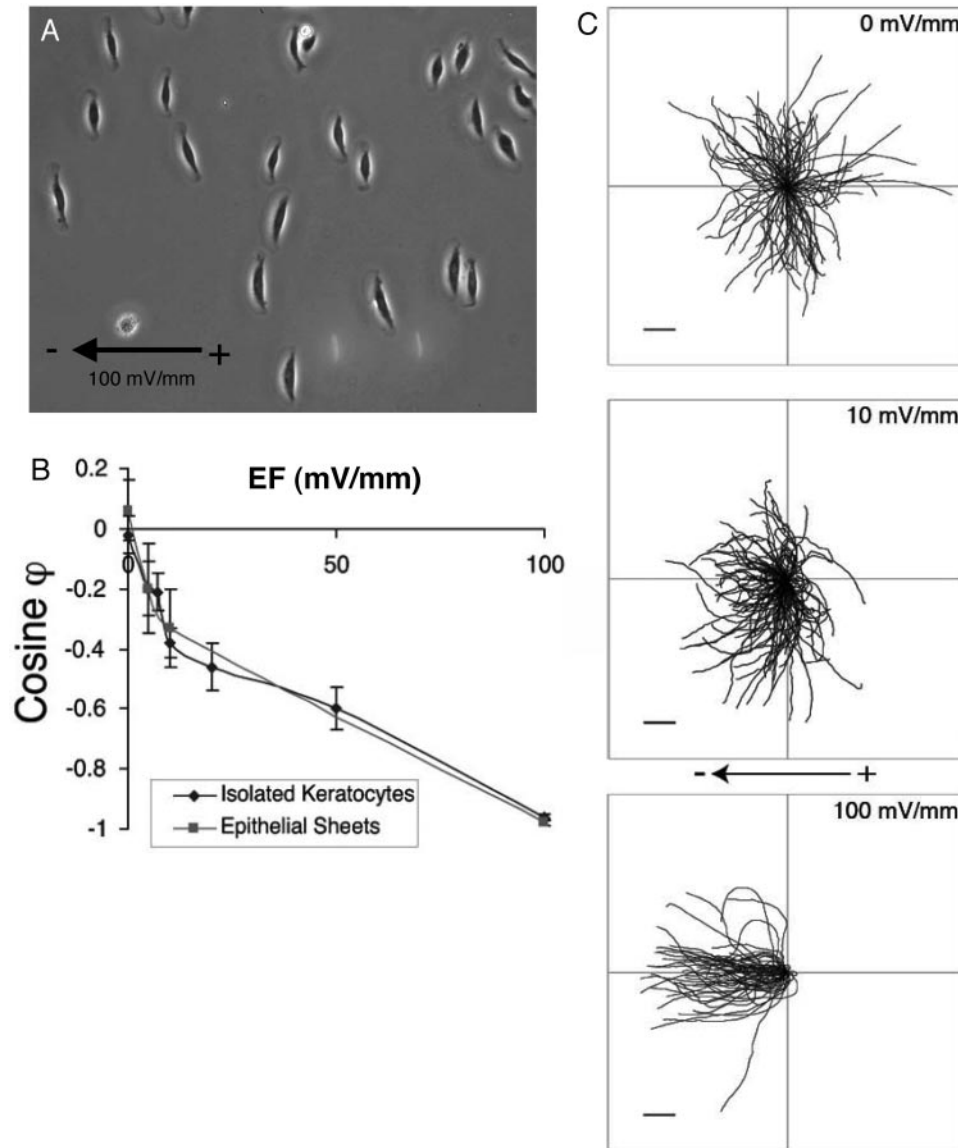 A
- +
100 mV/mm
B
EF (mV/mm)
Cosine φ
0.2
0
-0.2
-0.4
-0.6
-0.8
-1
0
50
100
Isolated Keratocytes
Epithelial Sheets
C
0 mV/mm
10 mV/mm
- +
100 mV/mm